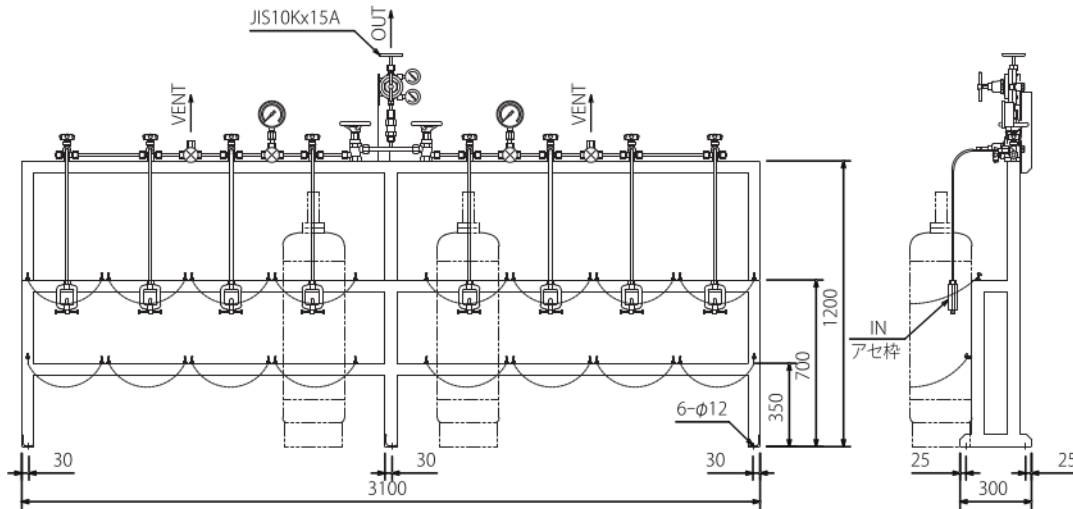 JIS10Kx15A
OUT
VENT
VENT
1200
700
350
6-φ12
30
30
30
3100
IN
アセ枠
25
25
300